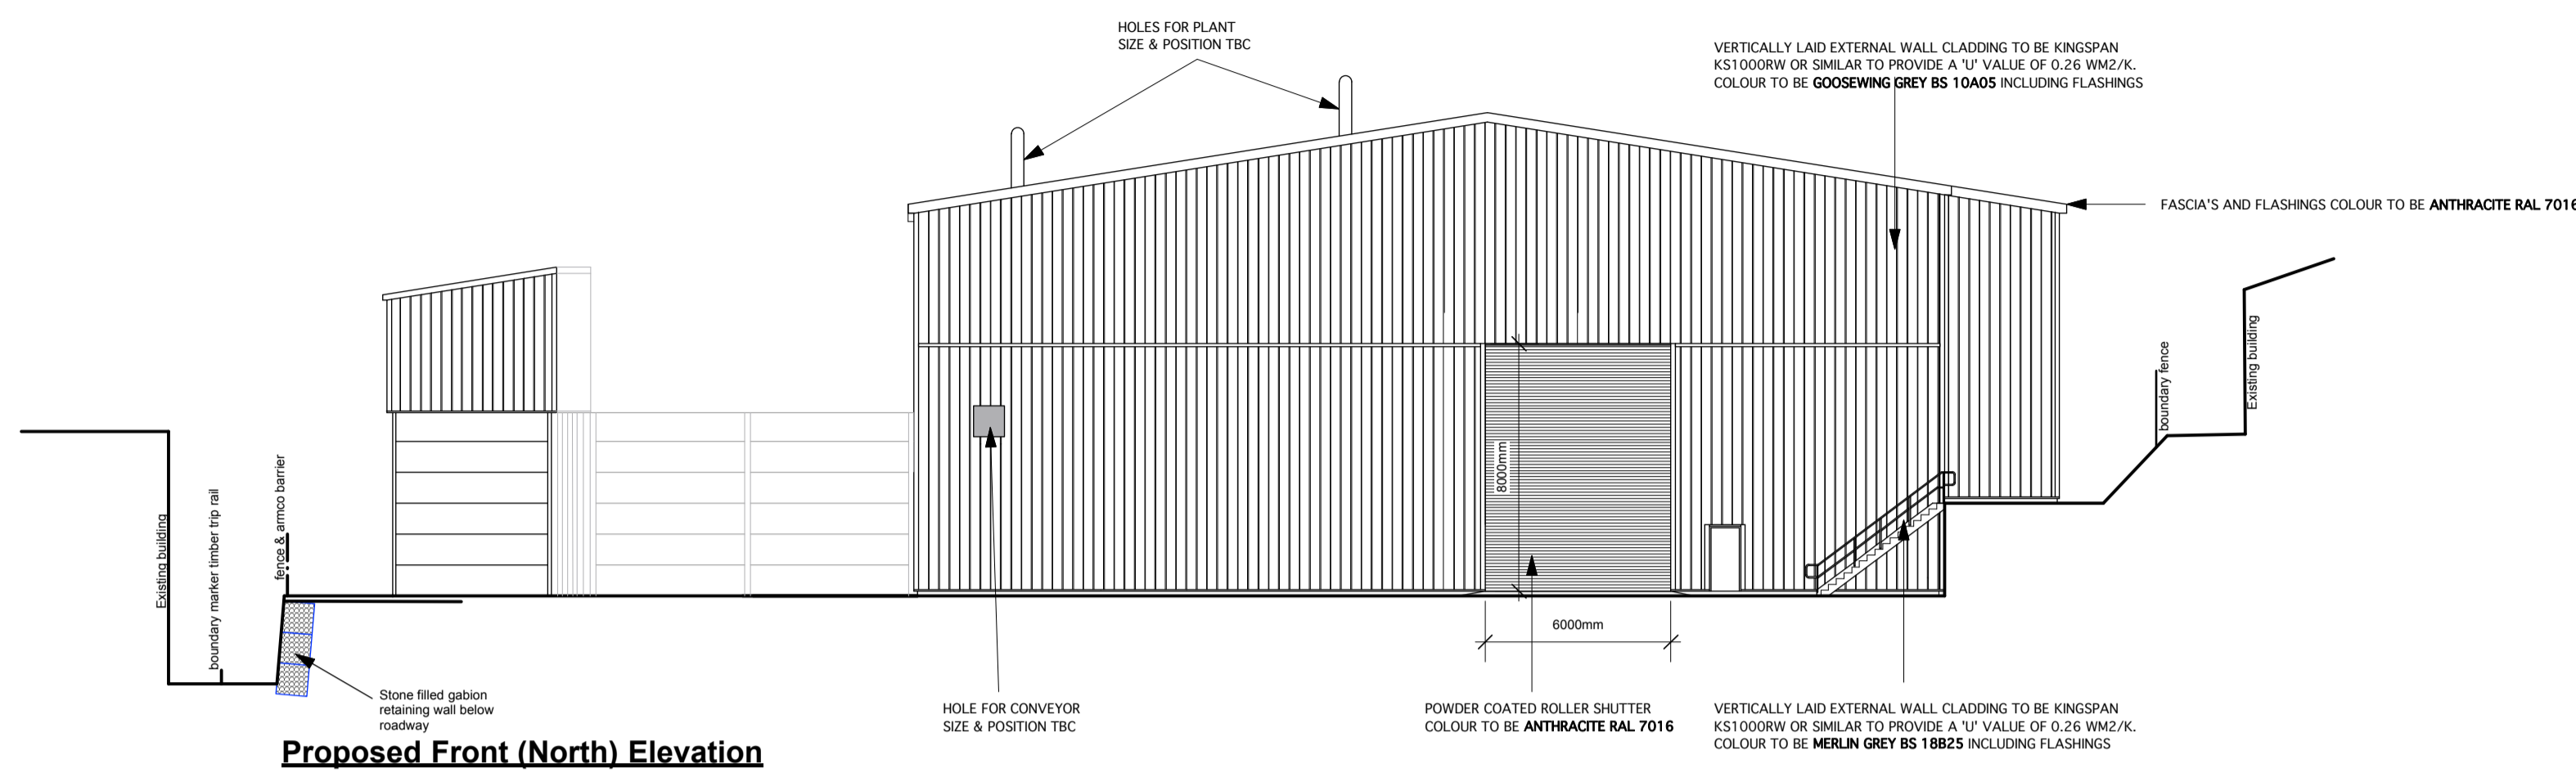 HOLES FOR PLANT
SIZE & POSITION TBC
VERTICALLY LAID EXTERNAL WALL CLADDING TO BE KINGSPAN
KS1000RW OR SIMILAR TO PROVIDE A 'U' VALUE OF 0.26 WM2/K.
COLOUR TO BE GOOSEWING GREY BS 10A05 INCLUDING FLASHINGS
FASCIA'S AND FLASHINGS COLOUR TO BE ANTHRACITE RAL 7016
Existing building
boundary marker timber trip rail
fence & armco barrier
8000mm
6000mm
boundary fence
Existing building
Stone filled gabion
retaining wall below
roadway
HOLE FOR CONVEYOR
SIZE & POSITION TBC
POWDER COATED ROLLER SHUTTER
COLOUR TO BE ANTHRACITE RAL 7016
VERTICALLY LAID EXTERNAL WALL CLADDING TO BE KINGSPAN
KS1000RW OR SIMILAR TO PROVIDE A 'U' VALUE OF 0.26 WM2/K.
COLOUR TO BE MERLIN GREY BS 18B25 INCLUDING FLASHINGS
Proposed Front (North) Elevation